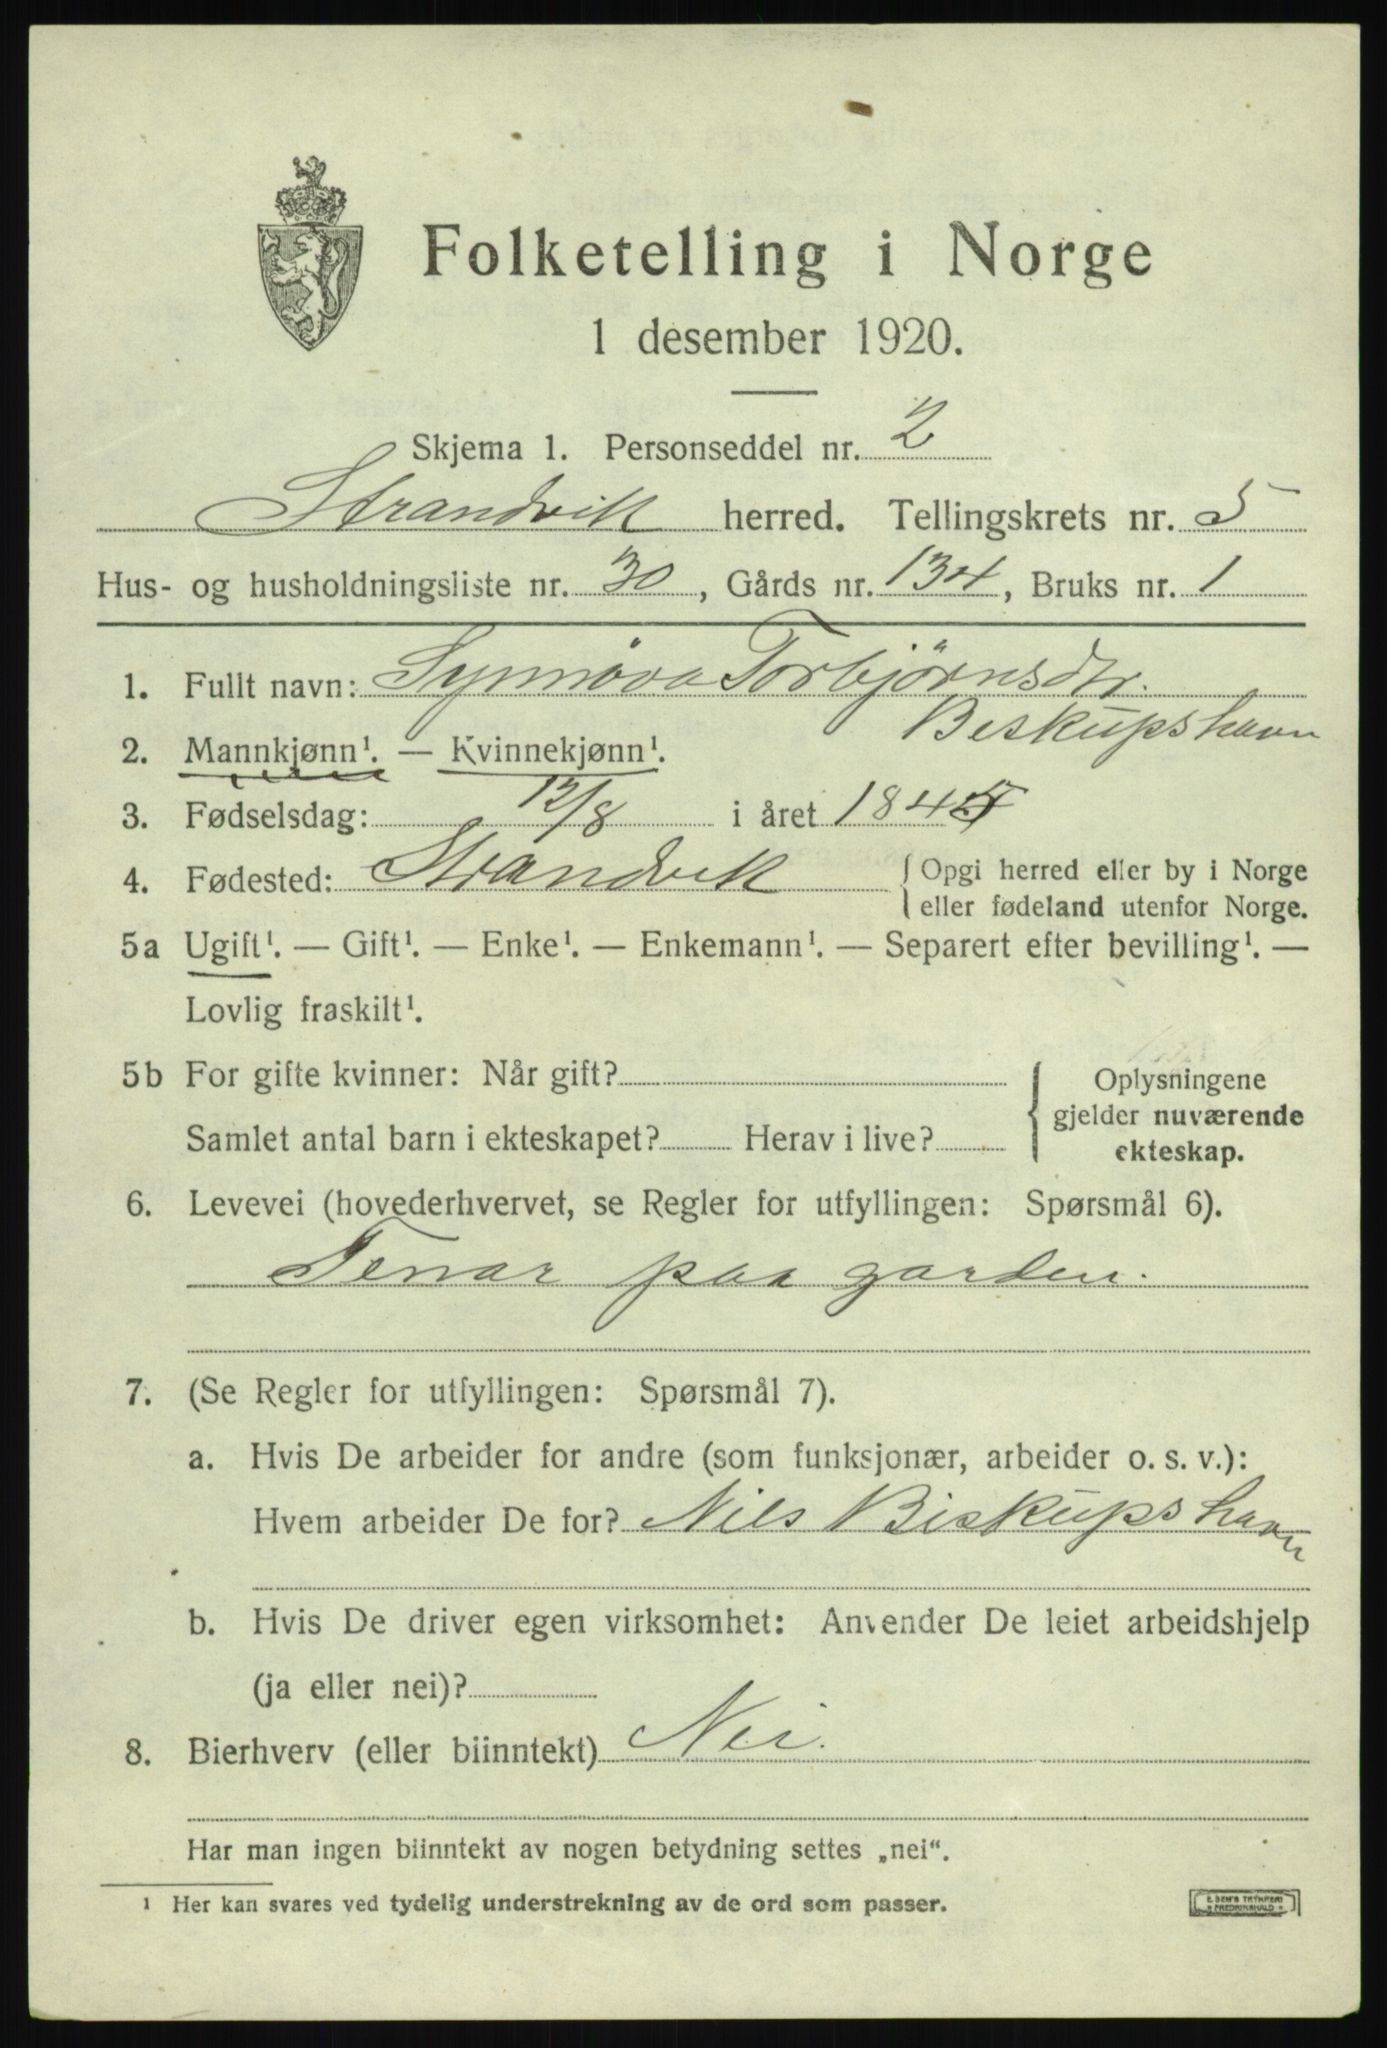 Folketelling i Norge
1 desember 1920.
Skjema 1. Personseddel nr. 2
Strandvik herred. Tellingskrets nr. 5
Hus- og husholdningsliste nr. 30, Gårds nr. 134, Bruks nr. 1
1. Fullt navn: Synnøva Torbjörnsdtr.
Biskupshavn
2. Mannkjønn¹. — Kvinnekjønn¹.
3. Fødselsdag: 12/8 i året 184
4. Fødested: Strandvik { Opgi herred eller by i Norge
eller fødeland utenfor Norge.
5a Ugift¹. — Gift¹. — Enke¹. — Enkemann¹. — Separert efter bevilling¹. —
Lovlig fraskilt¹.
5b For gifte kvinner: Når gift?
Samlet antal barn i ekteskapet? Herav i live?
{ Oplysningene
gjelder nuværende
ekteskap.
6. Levevei (hovederhvervet, se Regler for utfyllingen: Spørsmål 6).
Tenar paa garden.
7. (Se Regler for utfyllingen: Spørsmål 7).
a. Hvis De arbeider for andre (som funksjonær, arbeider o. s. v.):
Hvem arbeider De for? Nils Biskupshavn
b. Hvis De driver egen virksomhet: Anvender De leiet arbeidshjelp
(ja eller nei)?
8. Bierhverv (eller biinntekt) Nei.
Har man ingen biinntekt av nogen betydning settes „nei“.
¹ Her kan svares ved tydelig understrekning av de ord som passer.
E. SEM'S TRYKKERI
FREDRIKSHALD